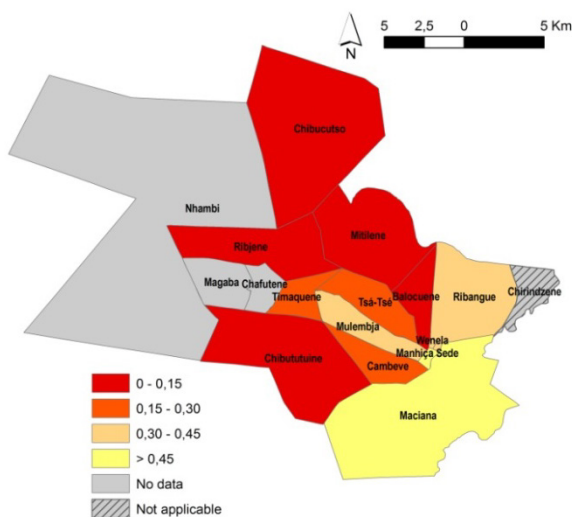 5 2,5 0 5 Km
N
Chibucutso
Nhambi
Mitilene
Ribjene
Magaba Chafutene
Timaquene
Tsá-Tsé
Balocuene
Ribangue
Chirindzene
Mulembja
Wenela
Manhiça Sede
Chibututuine
Cambeve
Maciana
0 - 0,15
0,15 - 0,30
0,30 - 0,45
> 0,45
No data
Not applicable